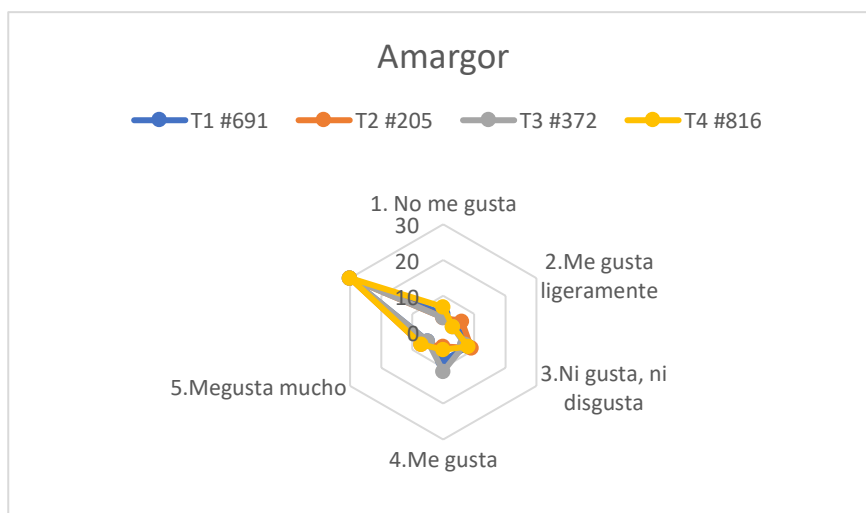 Amargor
T1 #691 T2 #205 T3 #372 T4 #816
1. No me gusta
30
20
10
0
2.Me gusta
ligeramente
3.Ni gusta, ni
disgusta
4.Me gusta
5.Megusta mucho